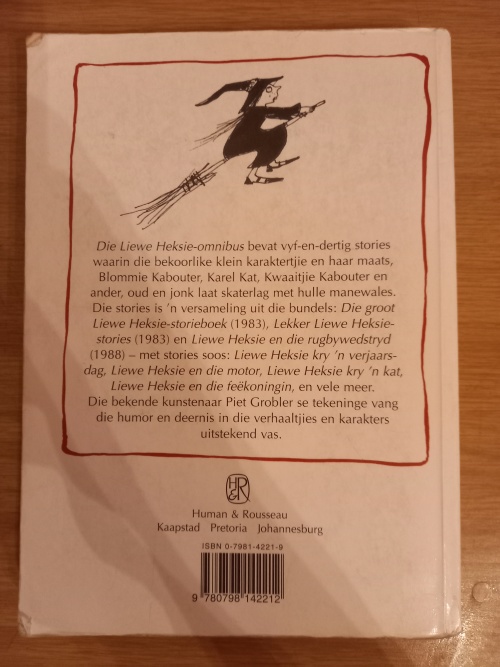 Die Liewe Heksie-omnibus bevat vyf-en-dertig stories
waarin die bekoorlike klein karaktertjie en haar maats,
Blommie Kabouter, Karel Kat, Kwaaitjie Kabouter en
ander, oud en jonk laat skaterlag met hulle manewales.
Die stories is 'n versameling uit die bundels: Die groot
Liewe Heksie-storieboek (1983), Lekker Liewe Heksie-
stories (1983) en Liewe Heksie en die rugbywedstryd
(1988) – met stories soos: Liewe Heksie kry 'n verjaars-
dag, Liewe Heksie en die motor, Liewe Heksie kry 'n kat,
Liewe Heksie en die feëkoningin, en vele meer.
Die bekende kunstenaar Piet Grobler se tekeninge vang
die humor en deernis in die verhaaltjies en karakters
uitstekend vas.
H&R
Human & Rousseau
Kaapstad Pretoria Johannesburg
ISBN 0-7981-4221-9
9 780798 142212